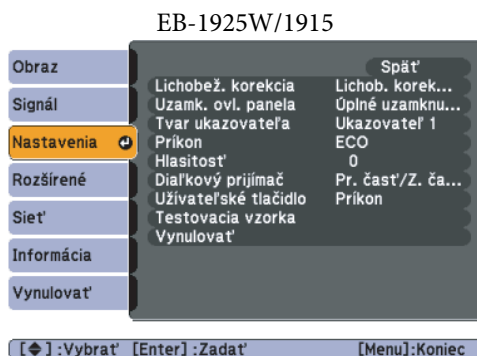 EB-1925W/1915
Obraz
Signál
Nastavenia
Rozšírené
Sieť
Informácia
Vynulovať
Späť
Lichobež. korekcia Lichob. korek...
Uzamk. ovl. panela Úplné uzamknu...
Tvar ukazovateľa Ukazovateľ 1
Príkon ECO
Hlasitosť 0
Diaľkový prijímač Pr. časť/Z. ča...
Užívateľské tlačidlo Príkon
Testovacia vzorka
Vynulovať
[◆]:Vybrať [Enter]:Zadať [Menu]:Koniec